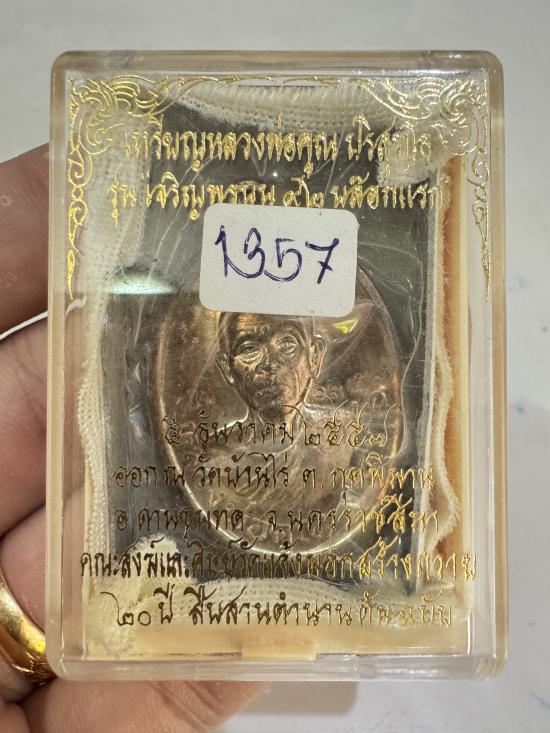 เหรียญหลวงพ่อคูณ ปริสุทฺโธ
รุ่น เจริญพรบน ๙๒ บล๊อกแรก
1357
๕ ธันวาคม ๒๕๕๗
ออก ณ วัดบ้านไร่ ต. กุดพิมาน
อ.ด่านขุนทด จ.นครราชสีมา
คณะสงฆ์และศิษย์วัดแจ้งนอกสร้างถวาย
๒๐ ปี สืบสานตำนาน ต้นฉบับ